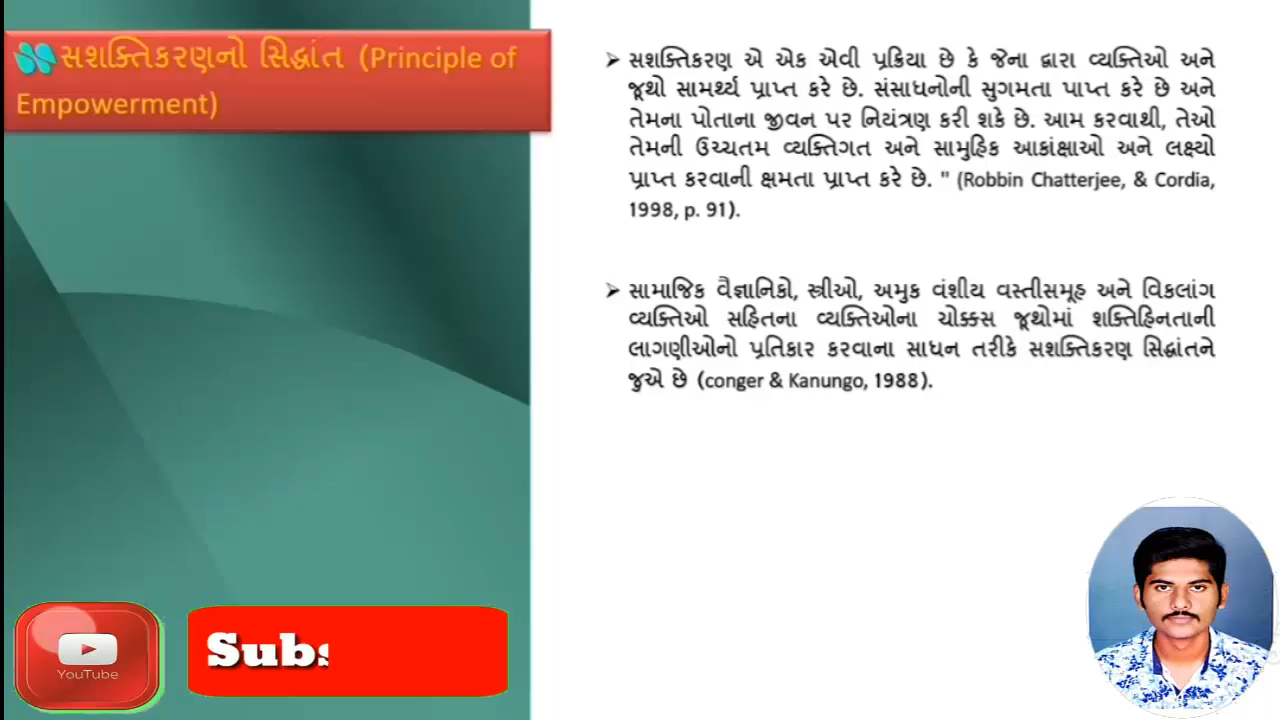 સશક્તિકરણનો સિદ્ધાંત (Principle of
Empowerment)
➢ સશક્તિકરણ એ એક એવી પ્રક્રિયા છે કે જેના દ્વારા વ્યક્તિઓ અને
જૂથો સામર્થ્ય પ્રાપ્ત કરે છે. સંસાધનોની સુગમતા પાપ્ત કરે છે અને
તેમના પોતાના જીવન પર નિયંત્રણ કરી શકે છે. આમ કરવાથી, તેઓ
તેમની ઉચ્ચતમ વ્યક્તિગત અને સામુહિક આકાંક્ષાઓ અને લક્ષ્યો
પ્રાપ્ત કરવાની ક્ષમતા પ્રાપ્ત કરે છે. " (Robbin Chatterjee, & Cordia,
1998, p. 91).
➢ સામાજિક વૈજ્ઞાનિકો, સ્ત્રીઓ, અમુક વંશીય વસ્તીસમૂહ અને વિકલાંગ
વ્યક્તિઓ સહિતના વ્યક્તિઓના ચોક્કસ જૂથોમાં શક્તિહિનતાની
લાગણીઓનો પ્રતિકાર કરવાના સાધન તરીકે સશક્તિકરણ સિદ્ધાંતને
જુએ છે (conger & Kanungo, 1988).
YouTube
Subs